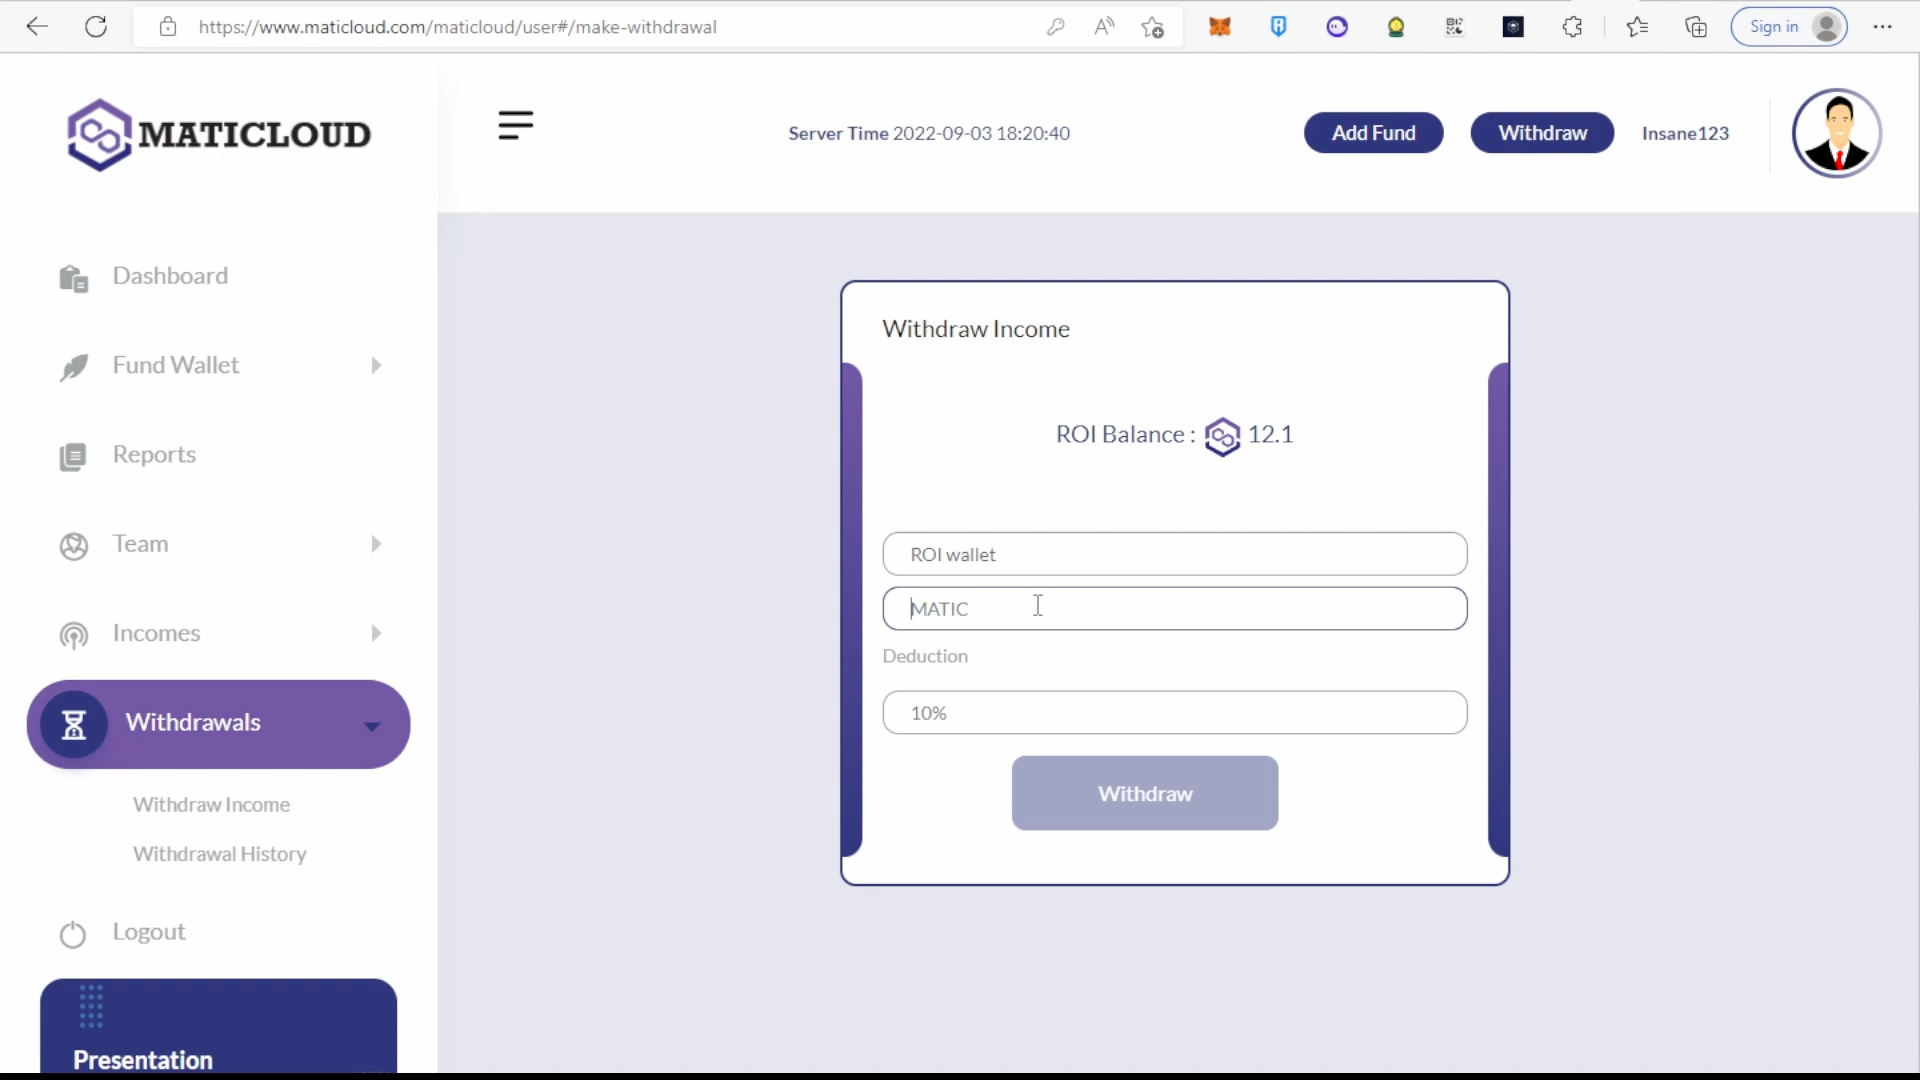 https://www.maticloud.com/maticloud/user#/make-withdrawal
Sign in
MATICLOUD
Server Time 2022-09-03 18:20:40
Add Fund
Withdraw
Insane123
Dashboard
Fund Wallet
Reports
Team
Incomes
Withdrawals
Withdraw Income
Withdrawal History
Logout
Presentation
Withdraw Income
ROI Balance : 12.1
ROI wallet
MATIC
Deduction
10%
Withdraw